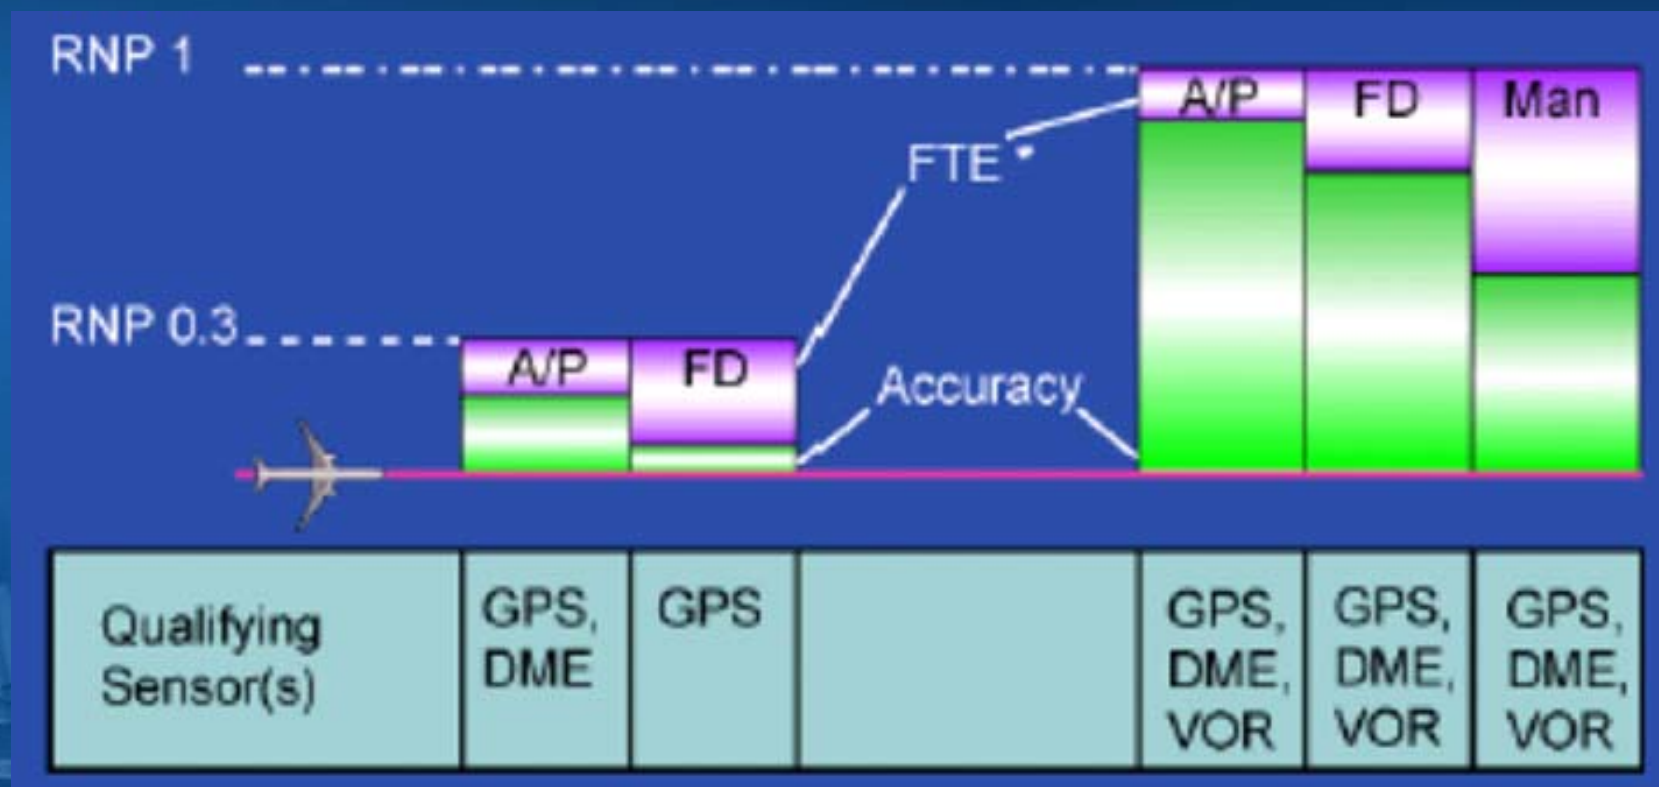 RNP 1
A/P
FD
Man
FTE
RNP 0.3
A/P
FD
Accuracy
Qualifying
Sensor(s)
GPS,
DME
GPS
GPS,
DME,
VOR
GPS,
DME,
VOR
GPS,
DME,
VOR